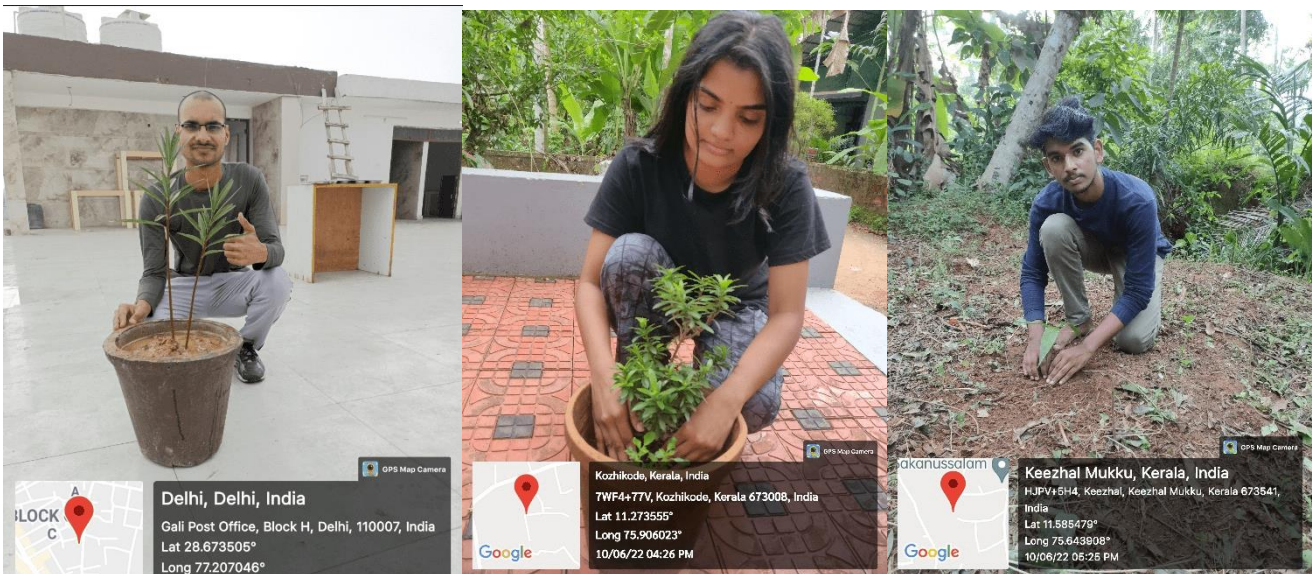 GPS Map Camera
A
BLOCK
C
Delhi, Delhi, India
Gali Post Office, Block H, Delhi, 110007, India
Lat 28.673505°
Long 77.207046°
GPS Map Camera
Google
Kozhikode, Kerala, India
7WF4+77V, Kozhikode, Kerala 673008, India
Lat 11.273555°
Long 75.906023°
10/06/22 04:26 PM
GPS Map Camera
akanussalam
Google
Keezhal Mukku, Kerala, India
HJPV+5H4, Keezhal, Keezhal Mukku, Kerala 673541,
India
Lat 11.585479°
Long 75.643908°
10/06/22 05:25 PM